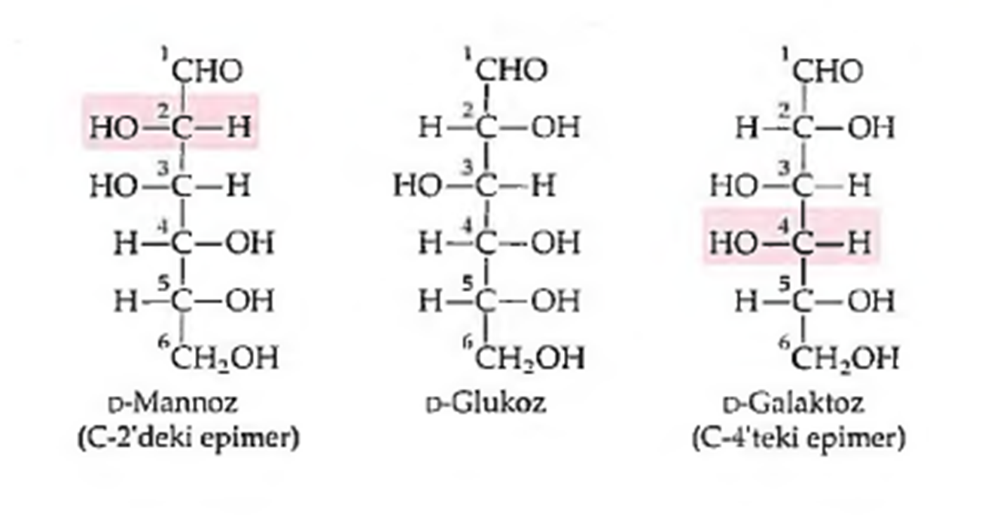 ¹CHO
HO—²C—H
HO—³C—H
H—⁴C—OH
H—⁵C—OH
⁶CH₂OH
D-Mannoz
(C-2'deki epimer)
¹CHO
H—²C—OH
HO—³C—H
H—⁴C—OH
H—⁵C—OH
⁶CH₂OH
D-Glukoz
¹CHO
H—²C—OH
HO—³C—H
HO—⁴C—H
H—⁵C—OH
⁶CH₂OH
D-Galaktoz
(C-4'teki epimer)